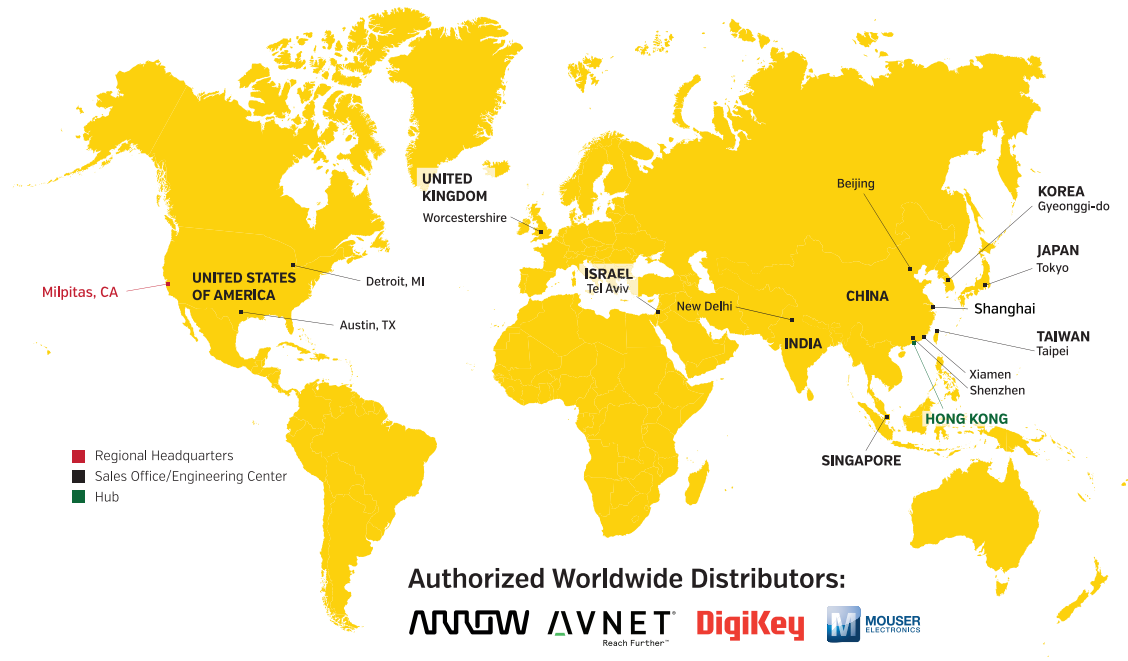 UNITED
KINGDOM
Worcestershire
Beijing
KOREA
Gyeonggi-do
JAPAN
Tokyo
ISRAEL
Tel Aviv
UNITED STATES
OF AMERICA
Detroit, MI
Milpitas, CA
Austin, TX
New Delhi
CHINA
Shanghai
INDIA
TAIWAN
Taipei
Xiamen
Shenzhen
HONG KONG
SINGAPORE
Regional Headquarters
Sales Office/Engineering Center
Hub
Authorized Worldwide Distributors:
ARROW
AVNET®
Reach Further™
DigiKey
M MOUSER
ELECTRONICS